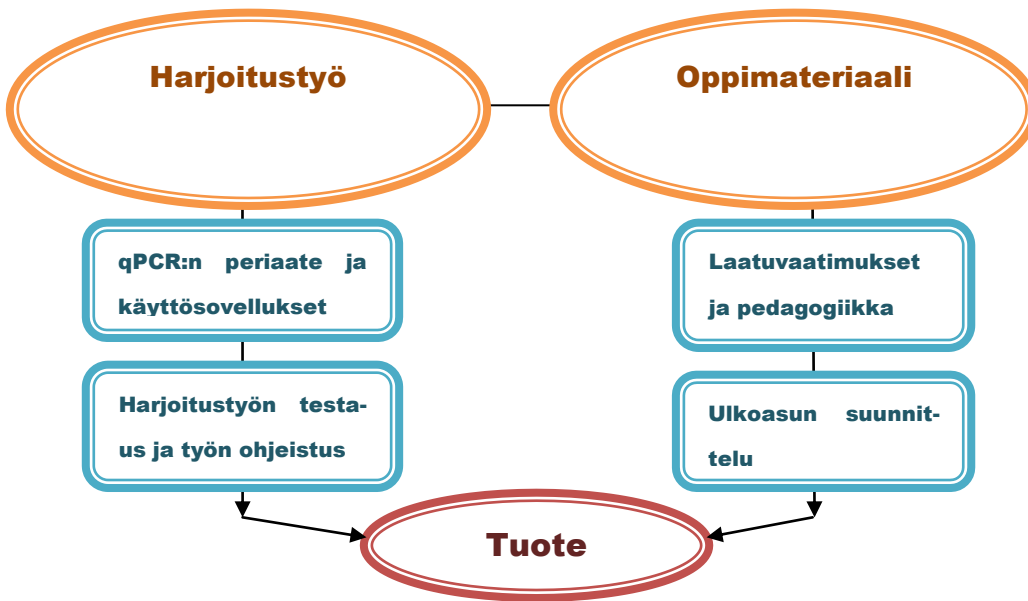 Harjoitustyö
Oppimateriaali
qPCR:n periaate ja
käyttösovellukset
Laatuvaatimukset
ja pedagogiikka
Harjoitustyön testa-
us ja työn ohjeistus
Ulkoasun suunnit-
telu
Tuote